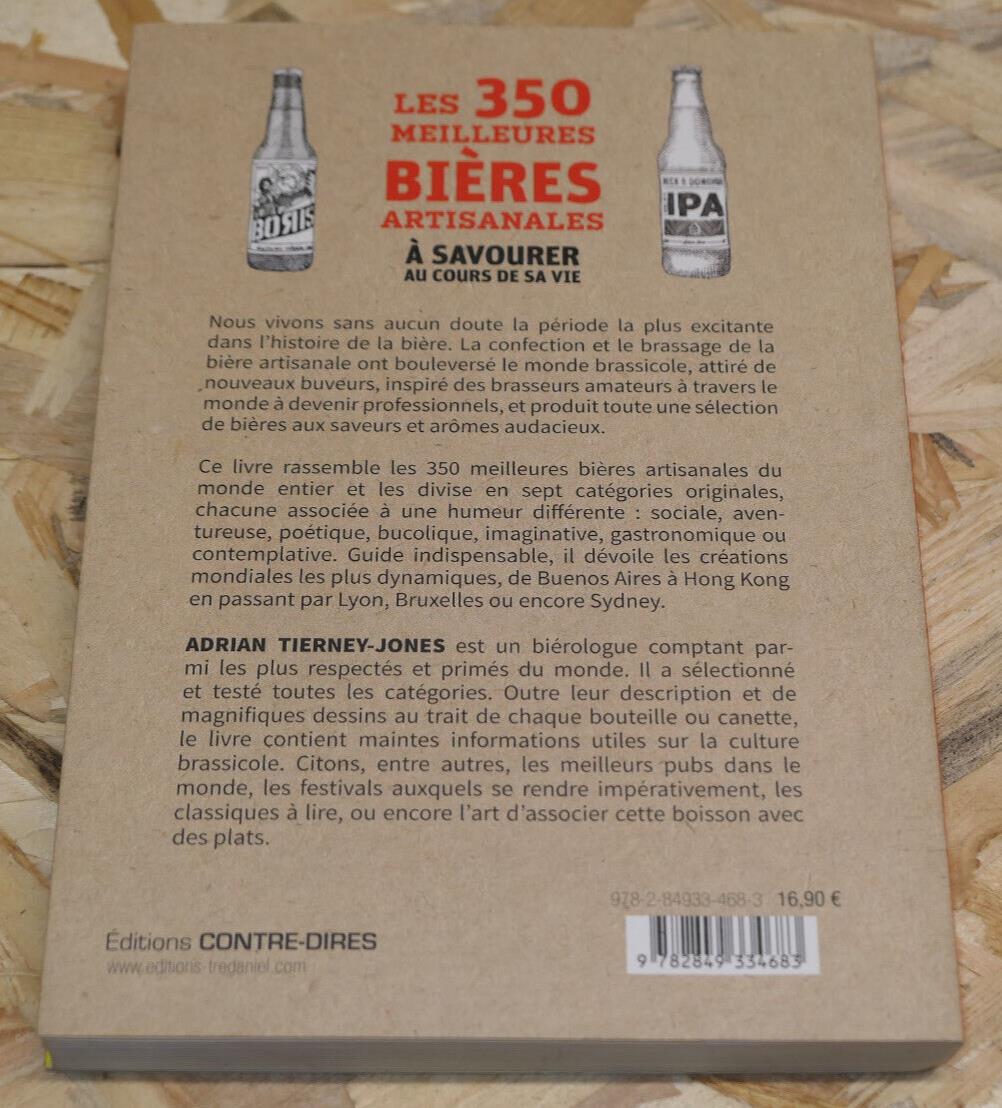 LES 350
MEILLEURES
BIÈRES
ARTISANALES
À SAVOURER
AU COURS DE SA VIE
BORIS
IPA
Nous vivons sans aucun doute la période la plus excitante
dans l'histoire de la bière. La confection et le brassage de la
bière artisanale ont bouleversé le monde brassicole, attiré de
nouveaux buveurs, inspiré des brasseurs amateurs à travers le
monde à devenir professionnels, et produit toute une sélection
de bières aux saveurs et arômes audacieux.
Ce livre rassemble les 350 meilleures bières artisanales du
monde entier et les divise en sept catégories originales,
chacune associée à une humeur différente : sociale, aven-
tureuse, poétique, bucolique, imaginative, gastronomique ou
contemplative. Guide indispensable, il dévoile les créations
mondiales les plus dynamiques, de Buenos Aires à Hong Kong
en passant par Lyon, Bruxelles ou encore Sydney.
ADRIAN TIERNEY-JONES est un biérologue comptant par-
mi les plus respectés et primés du monde. Il a sélectionné
et testé toutes les catégories. Outre leur description et de
magnifiques dessins au trait de chaque bouteille ou canette,
le livre contient maintes informations utiles sur la culture
brassicole. Citons, entre autres, les meilleurs pubs dans le
monde, les festivals auxquels se rendre impérativement, les
classiques à lire, ou encore l'art d'associer cette boisson avec
des plats.
978-2-84933-468-3 16,90 €
9 782849 334683
Éditions CONTRE-DIRES
www.editions-tredaniel.com